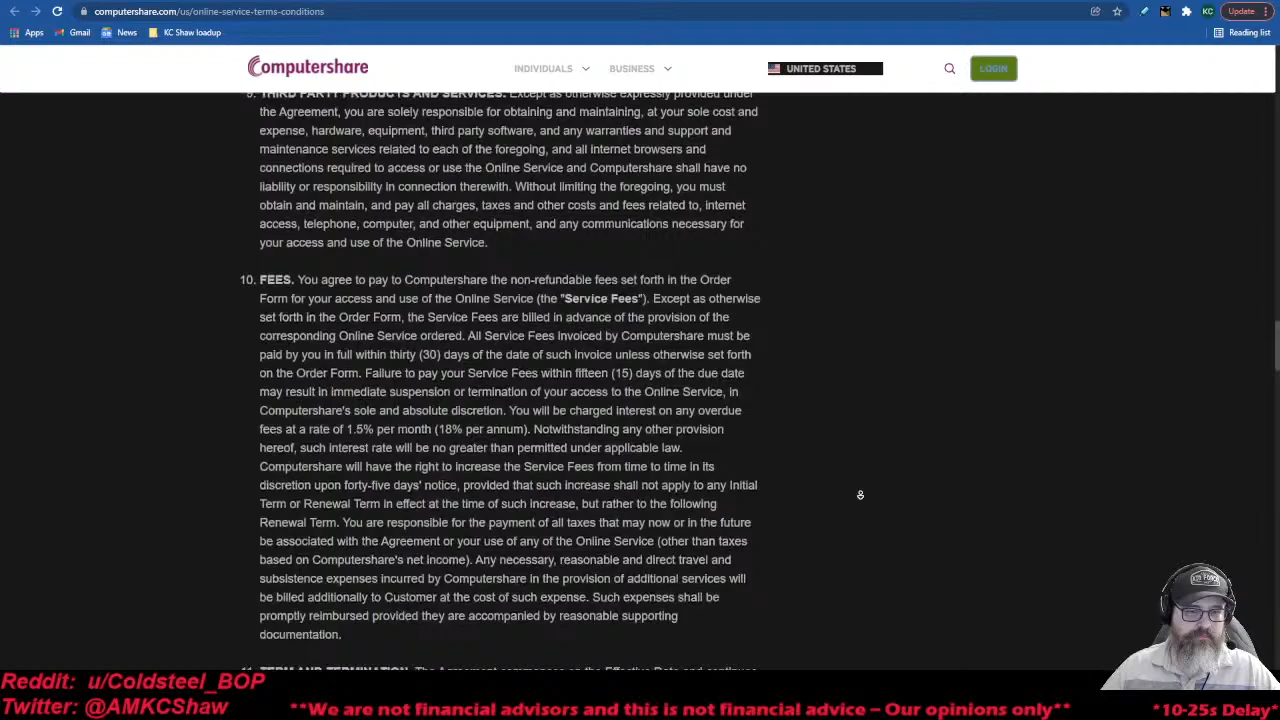 computershare.com/us/online-service-terms-conditions
KC
Update
Apps
Gmail
News
KC Shaw loadup
Reading list
Computershare
INDIVIDUALS
BUSINESS
UNITED STATES
LOGIN
9. THIRD PARTY PRODUCTS AND SERVICES. Except as otherwise expressly provided under
the Agreement, you are solely responsible for obtaining and maintaining, at your sole cost and
expense, hardware, equipment, third party software, and any warranties and support and
maintenance services related to each of the foregoing, and all internet browsers and
connections required to access or use the Online Service and Computershare shall have no
liability or responsibility in connection therewith. Without limiting the foregoing, you must
obtain and maintain, and pay all charges, taxes and other costs and fees related to, internet
access, telephone, computer, and other equipment, and any communications necessary for
your access and use of the Online Service.
10. FEES. You agree to pay to Computershare the non-refundable fees set forth in the Order
Form for your access and use of the Online Service (the "Service Fees"). Except as otherwise
set forth in the Order Form, the Service Fees are billed in advance of the provision of the
corresponding Online Service ordered. All Service Fees invoiced by Computershare must be
paid by you in full within thirty (30) days of the date of such invoice unless otherwise set forth
on the Order Form. Failure to pay your Service Fees within fifteen (15) days of the due date
may result in immediate suspension or termination of your access to the Online Service, in
Computershare's sole and absolute discretion. You will be charged interest on any overdue
fees at a rate of 1.5% per month (18% per annum). Notwithstanding any other provision
hereof, such interest rate will be no greater than permitted under applicable law.
Computershare will have the right to increase the Service Fees from time to time in its
discretion upon forty-five days' notice, provided that such increase shall not apply to any Initial
Term or Renewal Term in effect at the time of such increase, but rather to the following
Renewal Term. You are responsible for the payment of all taxes that may now or in the future
be associated with the Agreement or your use of any of the Online Service (other than taxes
based on Computershare's net income). Any necessary, reasonable and direct travel and
subsistence expenses incurred by Computershare in the provision of additional services will
be billed additionally to Customer at the cost of such expense. Such expenses shall be
promptly reimbursed provided they are accompanied by reasonable supporting
documentation.
11. TERM AND TERMINATION. The Agreement commences on the Effective Date and continues
Reddit: u/Coldsteel_BOP
Twitter: @AMKCShaw
**We are not financial advisors and this is not financial advice – Our opinions only**
*10-25s Delay*